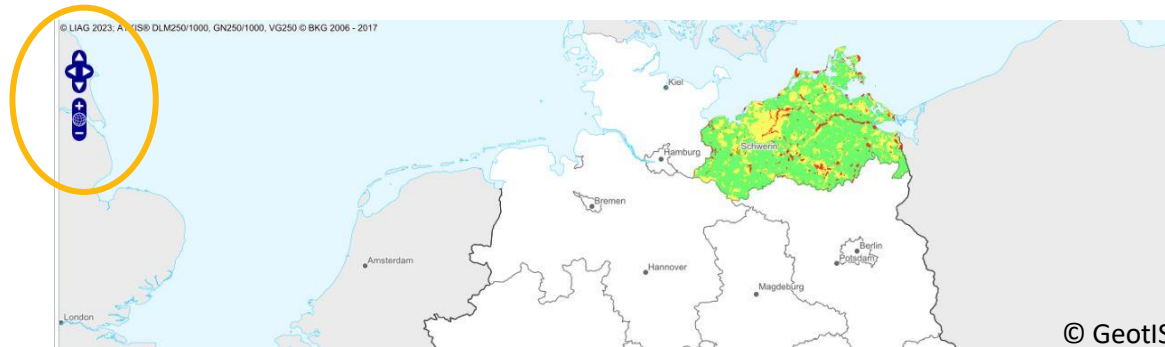 © LIAG 2023; ATKIS® DLM250/1000, GN250/1000, VG250 © BKG 2006 - 2017
Kiel
Schwerin
Hamburg
Bremen
Berlin
Potsdam
Amsterdam
Hannover
Magdeburg
London
© GeotIS